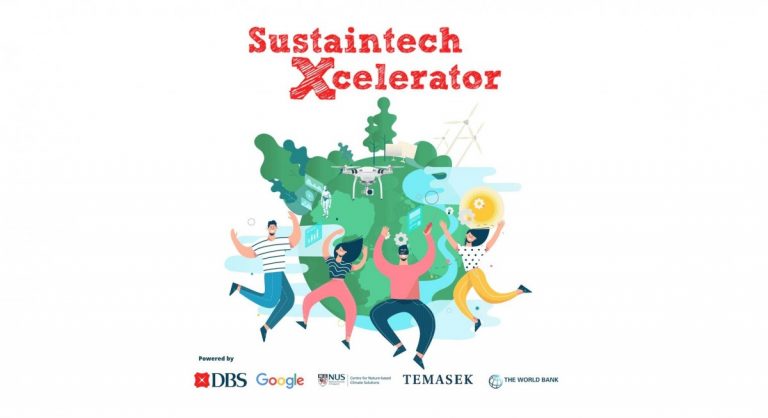 Sustaintech
Xcelerator
Powered by
DBS Google NUS Centre for Nature-based TEMASEK THE WORLD BANK
Climate Solutions